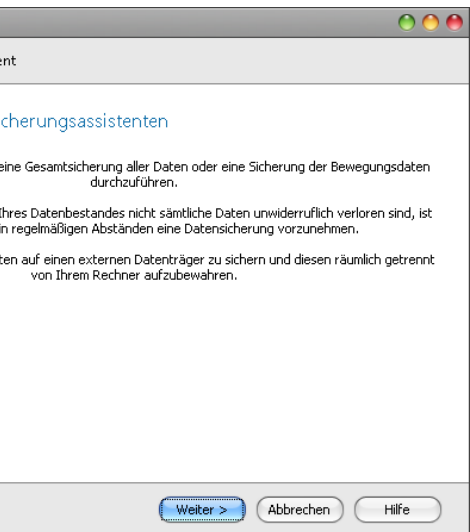 ent
cherungsassistenten
eine Gesamtsicherung aller Daten oder eine Sicherung der Bewegungsdaten
durchzuführen.
Ihres Datenbestandes nicht sämtliche Daten unwiderruflich verloren sind, ist
in regelmäßigen Abständen eine Datensicherung vorzunehmen.
ten auf einen externen Datenträger zu sichern und diesen räumlich getrennt
von Ihrem Rechner aufzubewahren.
Weiter > Abbrechen Hilfe